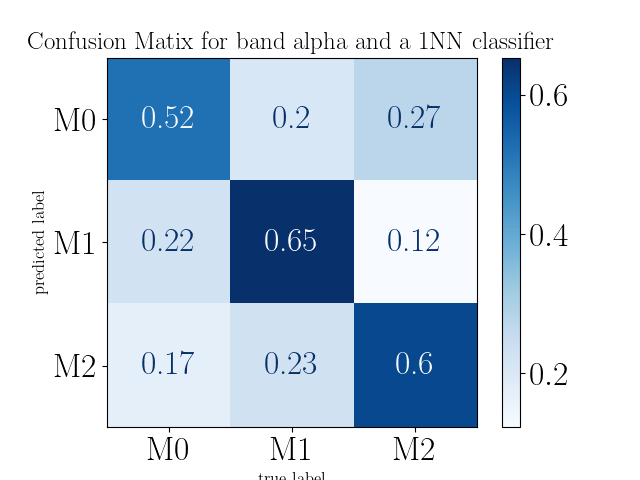 Confusion Matix for band alpha and a 1NN classifier
M0 0.52 0.2 0.27 0.6
predicted label
M1 0.22 0.65 0.12 0.4
M2 0.17 0.23 0.6 0.2
M0 M1 M2
true label